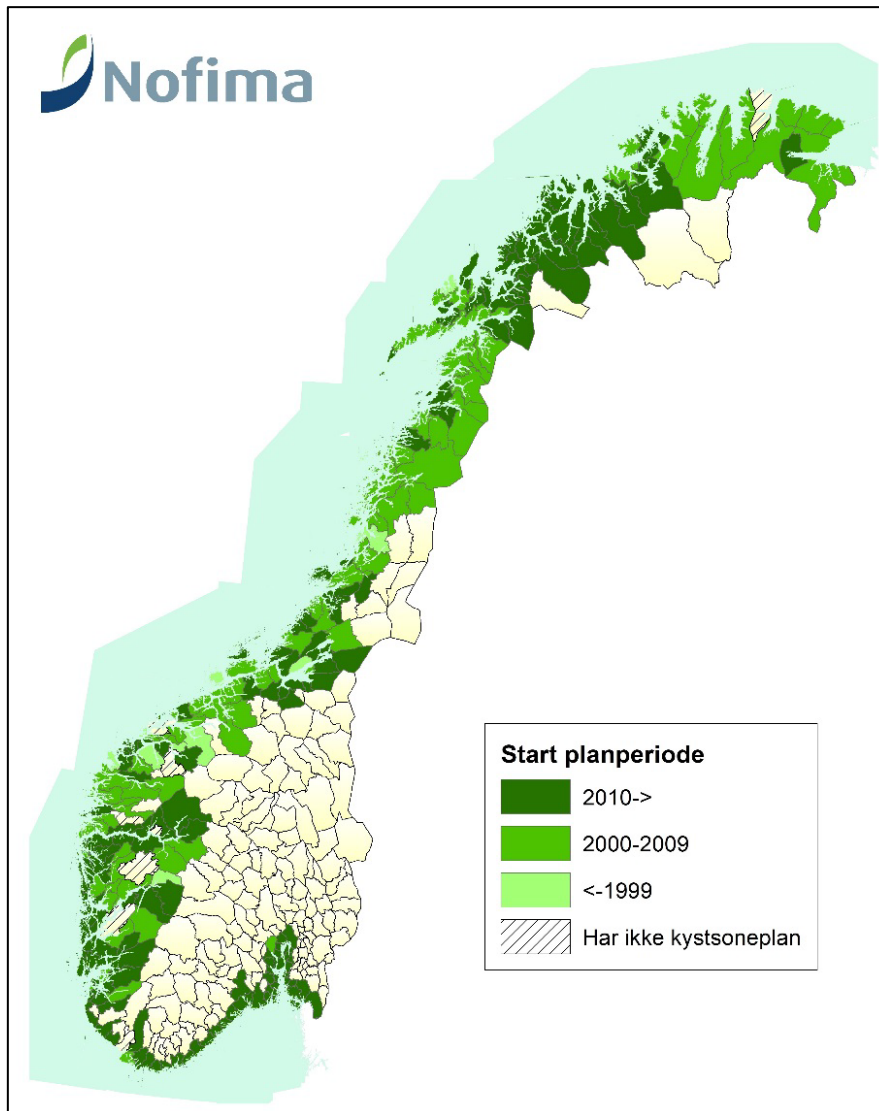 Nofima
Start planperiode
2010->
2000-2009
<-1999
Har ikke kystsoneplan